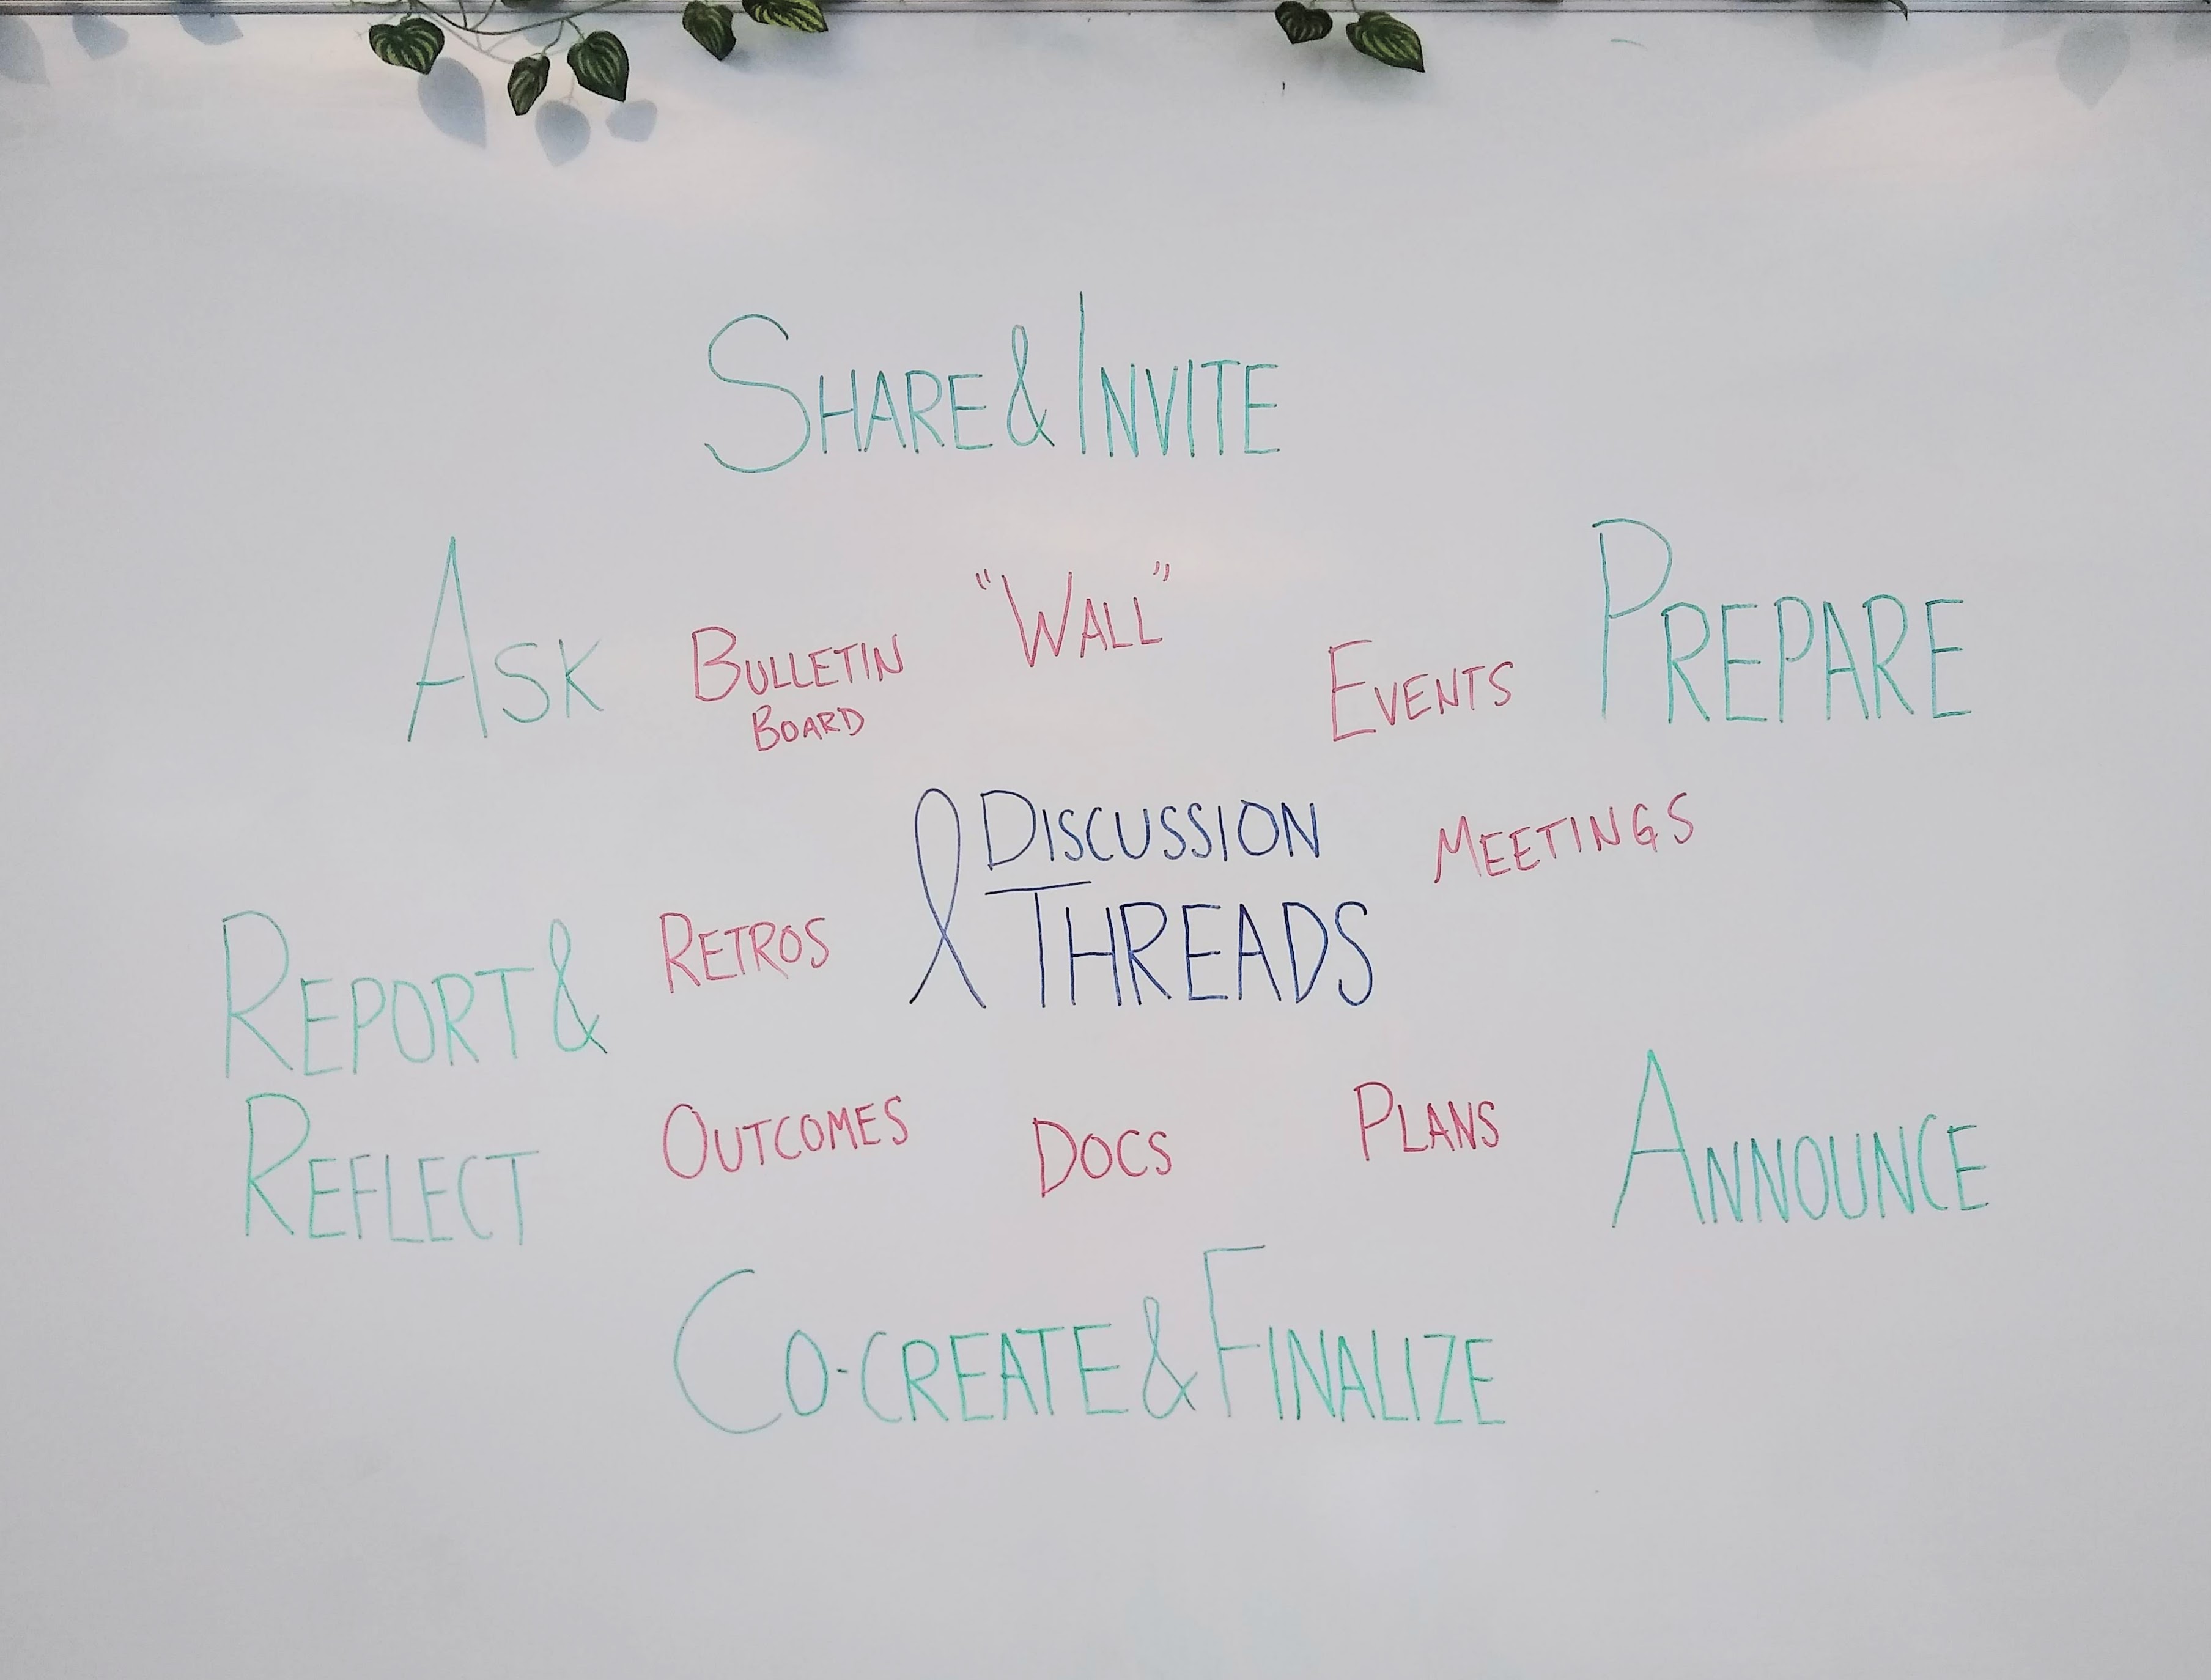 SHARE & INVITE
"WALL"
ASK
BULLETIN
BOARD
EVENTS
PREPARE
DISCUSSION
THREADS
MEETINGS
REPORT &
REFLECT
RETROS
OUTCOMES
DOCS
PLANS
ANNOUNCE
CO-CREATE & FINALIZE